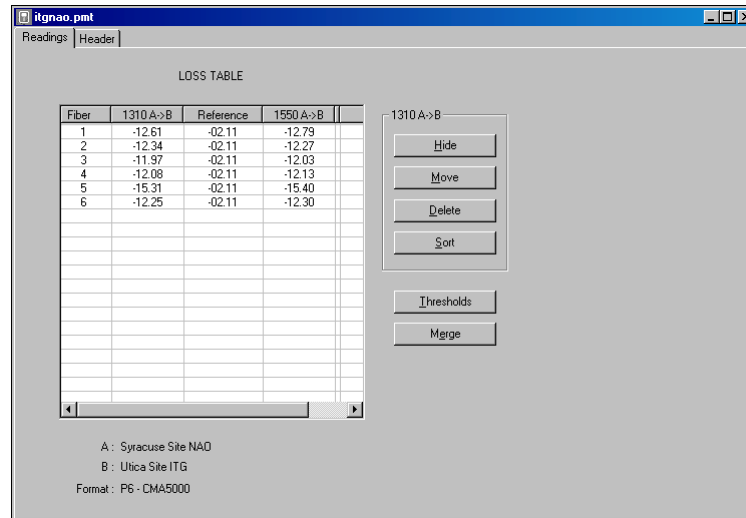 itgnao.pmt
Readings Header
LOSS TABLE
Fiber 1310 A->B Reference 1550 A->B
1 -12.61 -02.11 -12.79
2 -12.34 -02.11 -12.27
3 -11.97 -02.11 -12.03
4 -12.08 -02.11 -12.13
5 -15.31 -02.11 -15.40
6 -12.25 -02.11 -12.30
1310 A->B
Hide
Move
Delete
Sort
Thresholds
Merge
A : Syracuse Site NAO
B : Utica Site ITG
Format : P6 - CMA5000